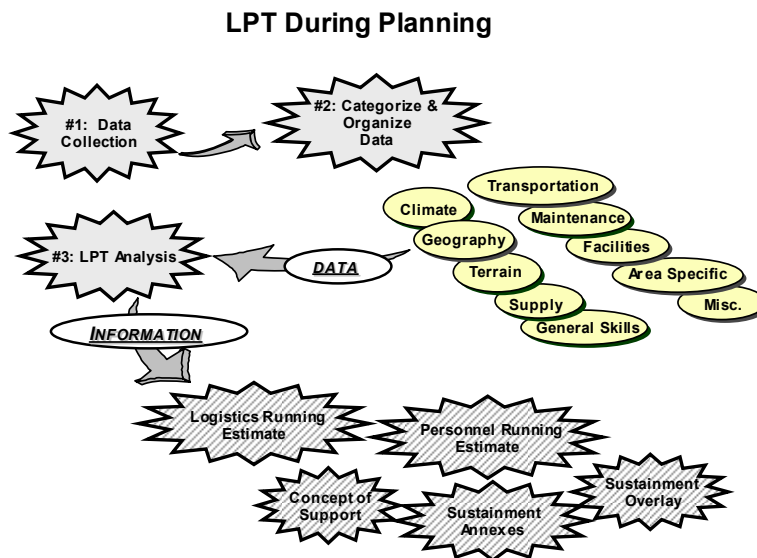 LPT During Planning
#1: Data
Collection
#2: Categorize &
Organize
Data
Transportation
Climate
Maintenance
Geography
Facilities
Terrain
Area Specific
Supply
Misc.
General Skills
#3: LPT Analysis
DATA
INFORMATION
Logistics Running
Estimate
Personnel Running
Estimate
Concept of
Support
Sustainment
Annexes
Sustainment
Overlay